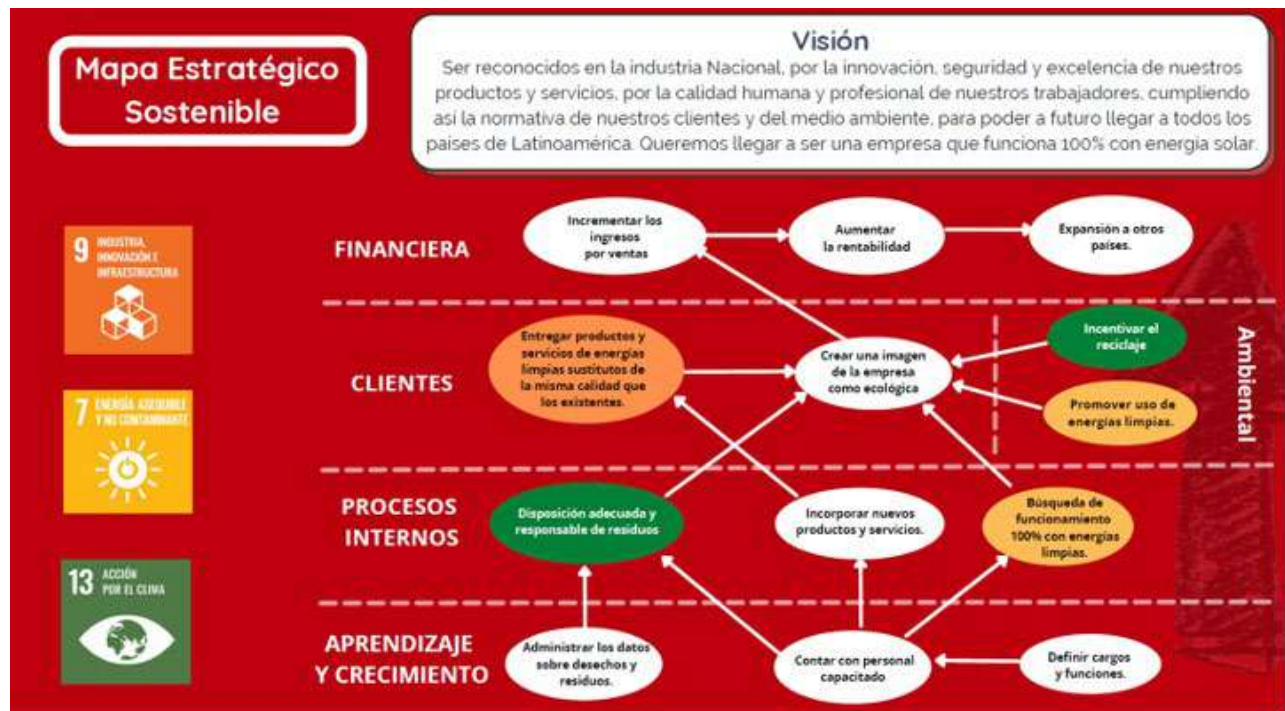 Mapa Estratégico
Sostenible
Visión
Ser reconocidos en la industria Nacional, por la innovación, seguridad y excelencia de nuestros
productos y servicios, por la calidad humana y profesional de nuestros trabajadores, cumpliendo
así la normativa de nuestros clientes y del medio ambiente, para poder a futuro llegar a todos los
países de Latinoamérica. Queremos llegar a ser una empresa que funciona 100% con energía solar.
9 INDUSTRIA,
INNOVACIÓN E
INFRAESTRUCTURA
7 ENERGÍA ASEQUIBLE
Y NO CONTAMINANTE
13 ACCIÓN
POR EL CLIMA
FINANCIERA
Incrementar los
ingresos
por ventas
Aumentar
la rentabilidad
Expansión a otros
países.
CLIENTES
Entregar productos y
servicios de energías
limpias sustitutos de
la misma calidad que
los existentes.
Crear una imagen
de la empresa
como ecológica
Incentivar el
reciclaje
Promover uso de
energías limpias.
Ambiental
PROCESOS
INTERNOS
Disposición adecuada y
responsable de residuos
Incorporar nuevos
productos y servicios.
Búsqueda de
funcionamiento
100% con energías
limpias.
APRENDIZAJE
Y CRECIMIENTO
Administrar los datos
sobre desechos y
residuos.
Contar con personal
capacitado
Definir cargos
y funciones.